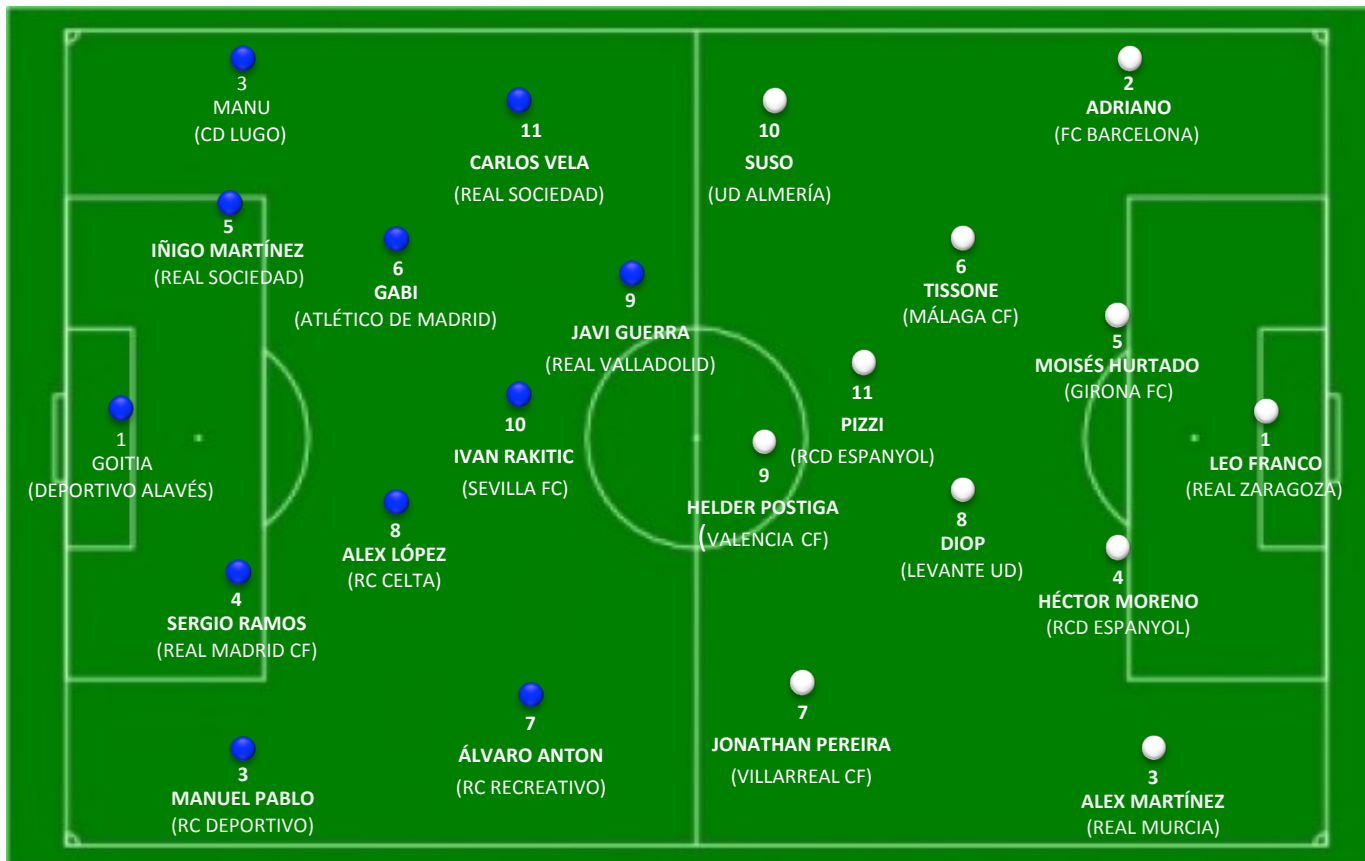 3
MANU
(CD LUGO)
11
CARLOS VELA
(REAL SOCIEDAD)
5
IÑIGO MARTÍNEZ
(REAL SOCIEDAD)
6
GABI
(ATLÉTICO DE MADRID)
9
JAVI GUERRA
(REAL VALLADOLID)
1
GOITIA
(DEPORTIVO ALAVÉS)
10
IVAN RAKITIC
(SEVILLA FC)
8
ALEX LÓPEZ
(RC CELTA)
4
SERGIO RAMOS
(REAL MADRID CF)
7
ÁLVARO ANTON
(RC RECREATIVO)
3
MANUEL PABLO
(RC DEPORTIVO)
10
SUSO
(UD ALMERÍA)
2
ADRIANO
(FC BARCELONA)
6
TISSONE
(MÁLAGA CF)
5
MOISÉS HURTADO
(GIRONA FC)
11
PIZZI
(RCD ESPANYOL)
1
LEO FRANCO
(REAL ZARAGOZA)
9
HELDER POSTIGA
(VALENCIA CF)
8
DIOP
(LEVANTE UD)
4
HÉCTOR MORENO
(RCD ESPANYOL)
7
JONATHAN PEREIRA
(VILLARREAL CF)
3
ALEX MARTÍNEZ
(REAL MURCIA)